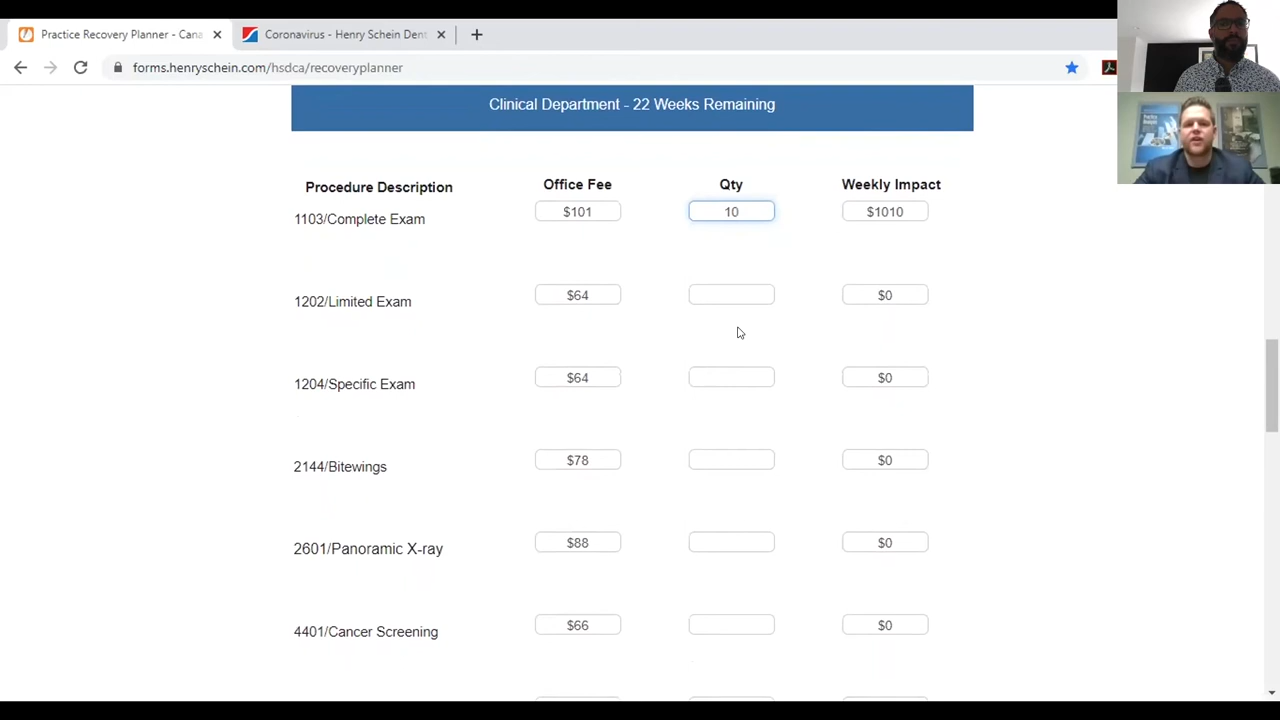 Practice Recovery Planner - Cana
Coronavirus - Henry Schein Dent
forms.henryschein.com/hsdca/recoveryplanner
Clinical Department - 22 Weeks Remaining
Procedure Description Office Fee Qty Weekly Impact
1103/Complete Exam $101 10 $1010
1202/Limited Exam $64 $0
1204/Specific Exam $64 $0
2144/Bitewings $78 $0
2601/Panoramic X-ray $88 $0
4401/Cancer Screening $66 $0